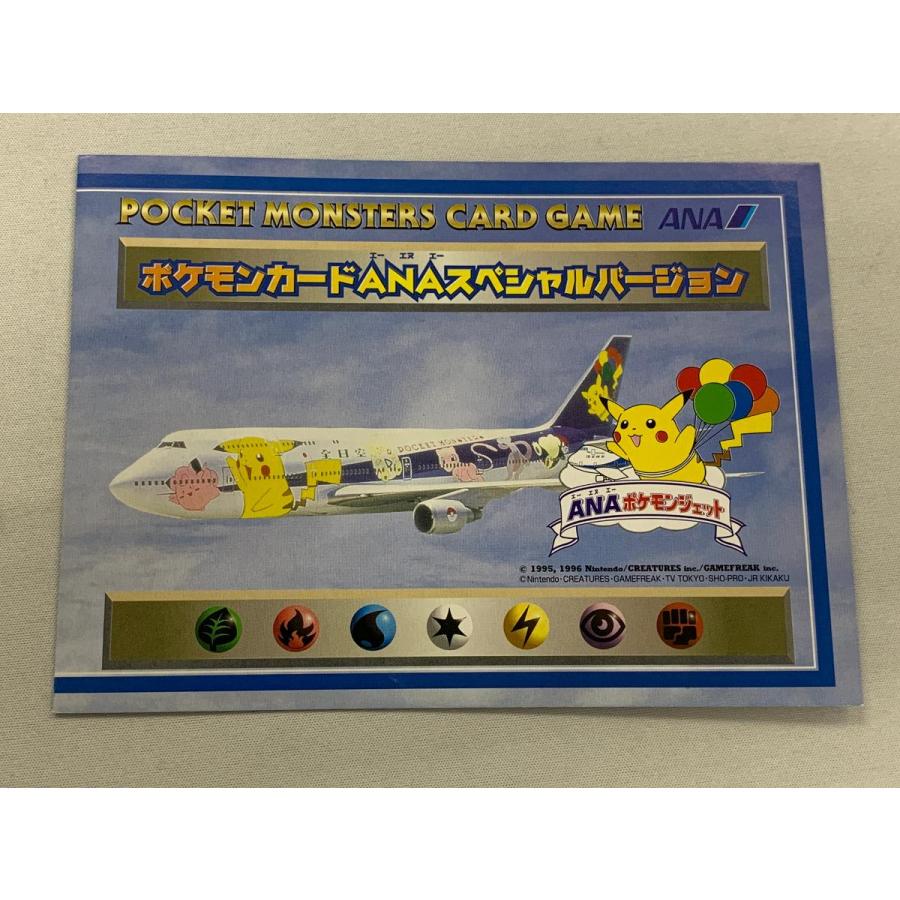 POCKET MONSTERS CARD GAME ANA
エー エヌ エー
ポケモンカードANAスペシャルバージョン
全日空
POCKET MONSTERS
エー エヌ エー
ANAポケモンジェット
© 1995, 1996 Nintendo/CREATURES inc./GAMEFREAK inc.
©Nintendo・CREATURES・GAMEFREAK・TV TOKYO・SHO-PRO・JR KIKAKU